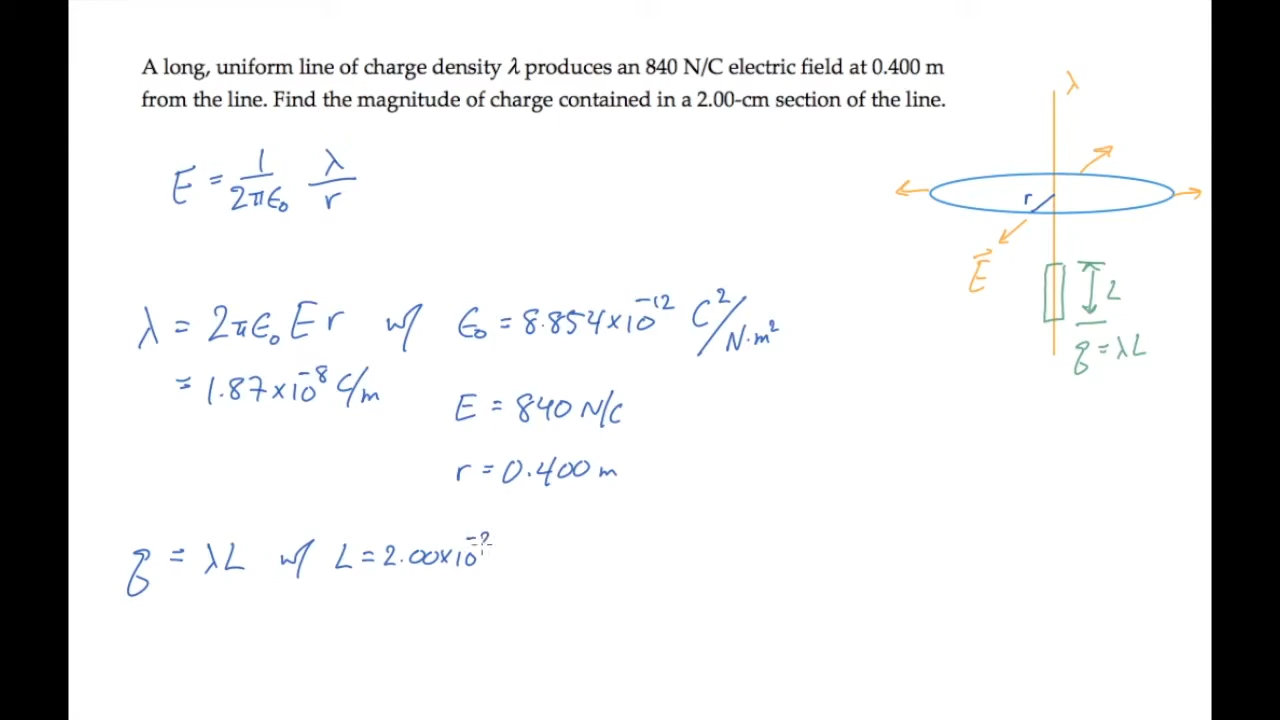 A long, uniform line of charge density λ produces an 840 N/C electric field at 0.400 m
from the line. Find the magnitude of charge contained in a 2.00-cm section of the line.
λ
E = 1/2πϵ₀ λ/r
r
E⃗
L
q = λL
λ = 2πϵ₀ E r w/ ϵ₀ = 8.854×10⁻¹² C²/N·m²
= 1.87×10⁻⁸ C/m
E = 840 N/C
r = 0.400 m
q = λL w/ L = 2.00×10⁻²